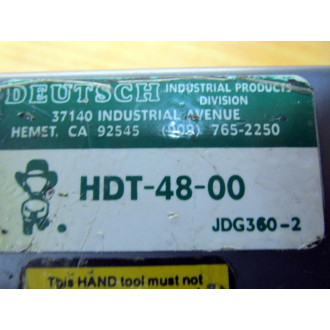 DEUTSCH INDUSTRIAL PRODUCTS
DIVISION
37140 INDUSTRIAL AVENUE
HEMET, CA 92545 (909) 765-2250
HDT-48-00
JDG360-2
This HAND tool must not